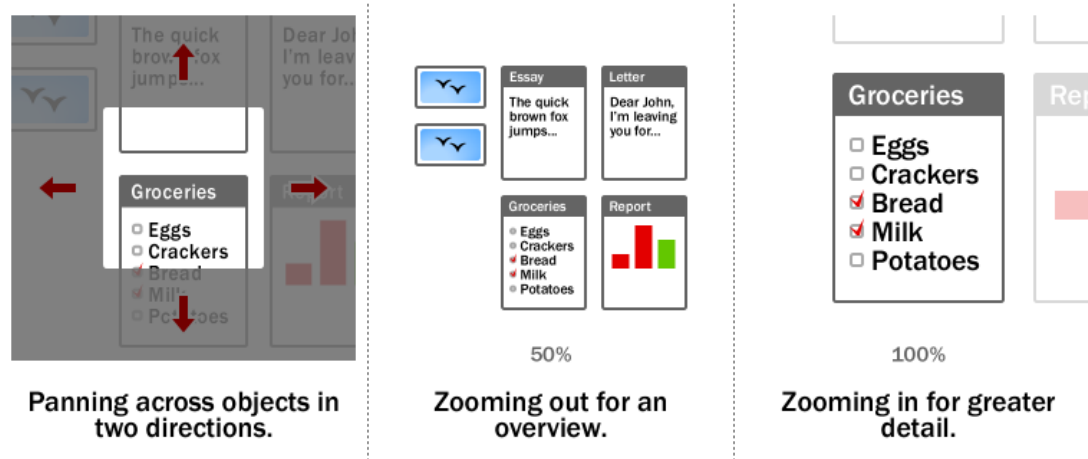 The quick
brown fox
jumps...
Dear Jo
I'm leav
you for...
Groceries
Report
Eggs
Crackers
Bread
Milk
Potatoes
Panning across objects in
two directions.
Essay
The quick
brown fox
jumps...
Letter
Dear John,
I'm leaving
you for...
Groceries
Eggs
Crackers
Bread
Milk
Potatoes
Report
50%
Zooming out for an
overview.
Groceries
Eggs
Crackers
Bread
Milk
Potatoes
Rep
100%
Zooming in for greater
detail.